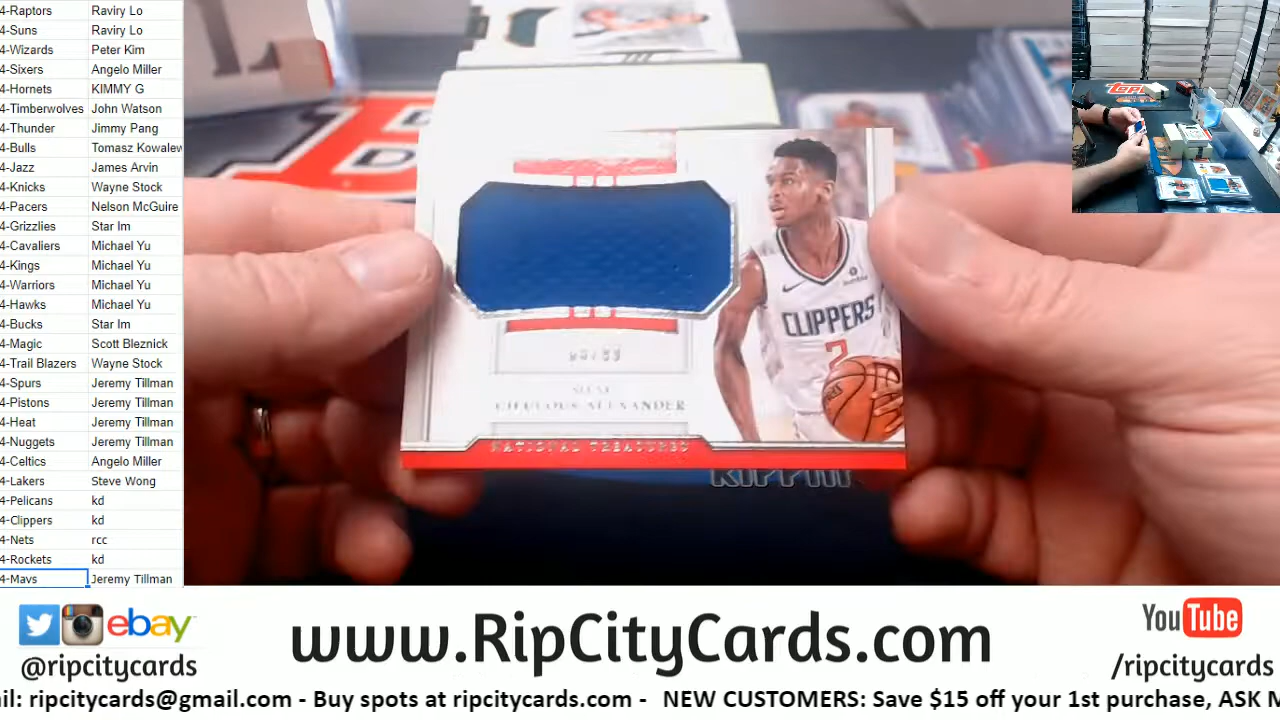 4-Raptors Raviry Lo
4-Suns Raviry Lo
4-Wizards Peter Kim
4-Sixers Angelo Miller
4-Hornets KIMMY G
4-Timberwolves John Watson
4-Thunder Jimmy Pang
4-Bulls Tomasz Kowalew
4-Jazz James Arvin
4-Knicks Wayne Stock
4-Pacers Nelson McGuire
4-Grizzlies Star Im
4-Cavaliers Michael Yu
4-Kings Michael Yu
4-Warriors Michael Yu
4-Hawks Michael Yu
4-Bucks Star Im
4-Magic Scott Bleznick
4-Trail Blazers Wayne Stock
4-Spurs Jeremy Tillman
4-Pistons Jeremy Tillman
4-Heat Jeremy Tillman
4-Nuggets Jeremy Tillman
4-Celtics Angelo Miller
4-Lakers Steve Wong
4-Pelicans kd
4-Clippers kd
4-Nets rcc
4-Rockets kd
4-Mavs Jeremy Tillman
CLIPPERS
2
GILGEOUS-ALEXANDER
NATIONAL TREASURES
RIPPIN'
TOPPS
ebay
@ripcitycards
www.RipCityCards.com
YouTube
/ripcitycards
il: ripcitycards@gmail.com - Buy spots at ripcitycards.com - NEW CUSTOMERS: Save $15 off your 1st purchase, ASK M